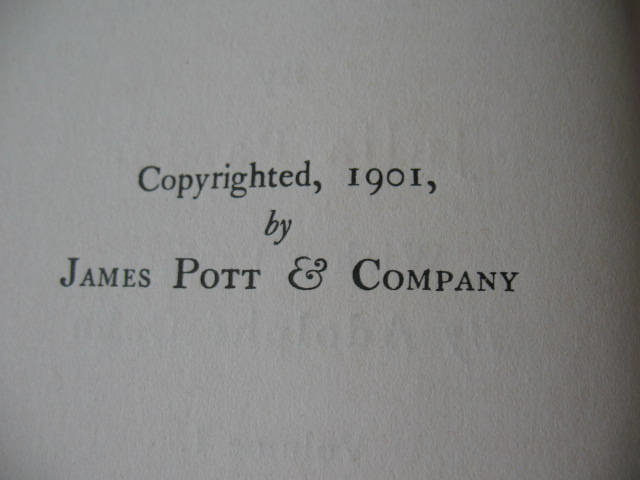 Copyrighted, 1901,
by
James Pott & Company